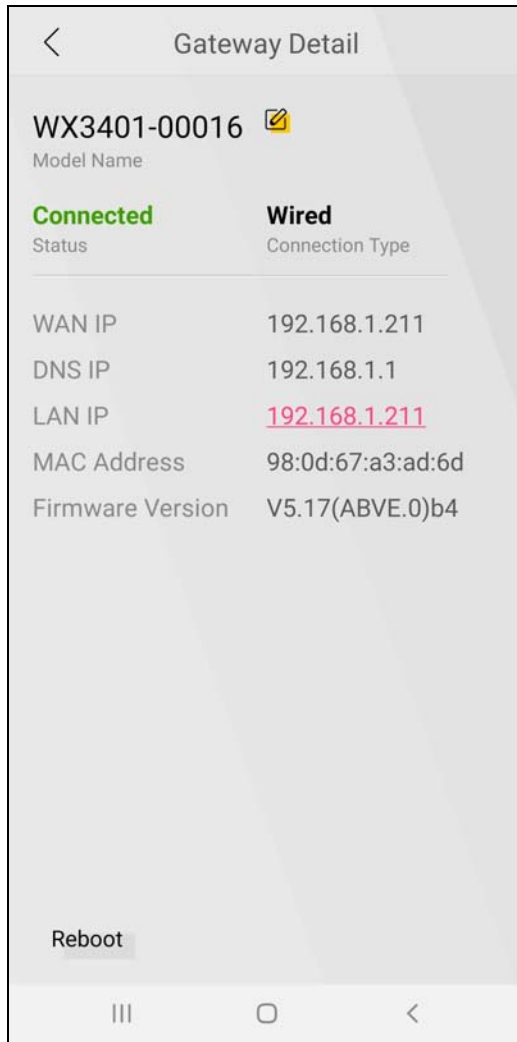 Gateway Detail
WX3401-00016
Model Name
Connected Wired
Status Connection Type
WAN IP 192.168.1.211
DNS IP 192.168.1.1
LAN IP 192.168.1.211
MAC Address 98:0d:67:a3:ad:6d
Firmware Version V5.17(ABVE.0)b4
Reboot